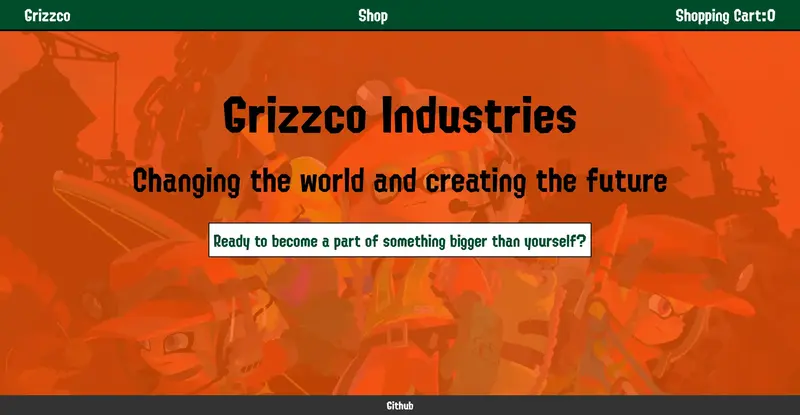 Grizzco
Shop
Shopping Cart:0
Grizzco Industries
Changing the world and creating the future
Ready to become a part of something bigger than yourself?
Github